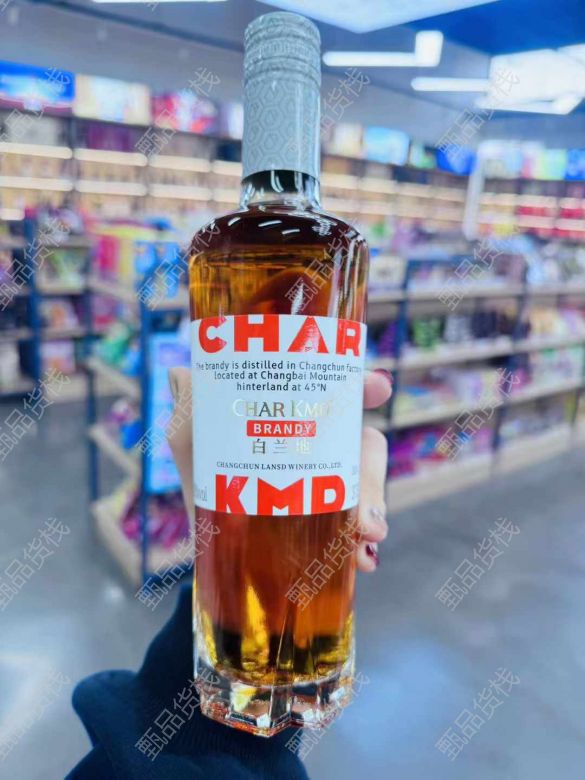 CHAR
The brandy is distilled in Changchun factory
located at Changbai Mountain
hinterland at 45°N
CHAR KMD
BRANDY
白兰地
CHANGCHUN LANSD WINERY CO.,LTD.
KMD
甄品货栈